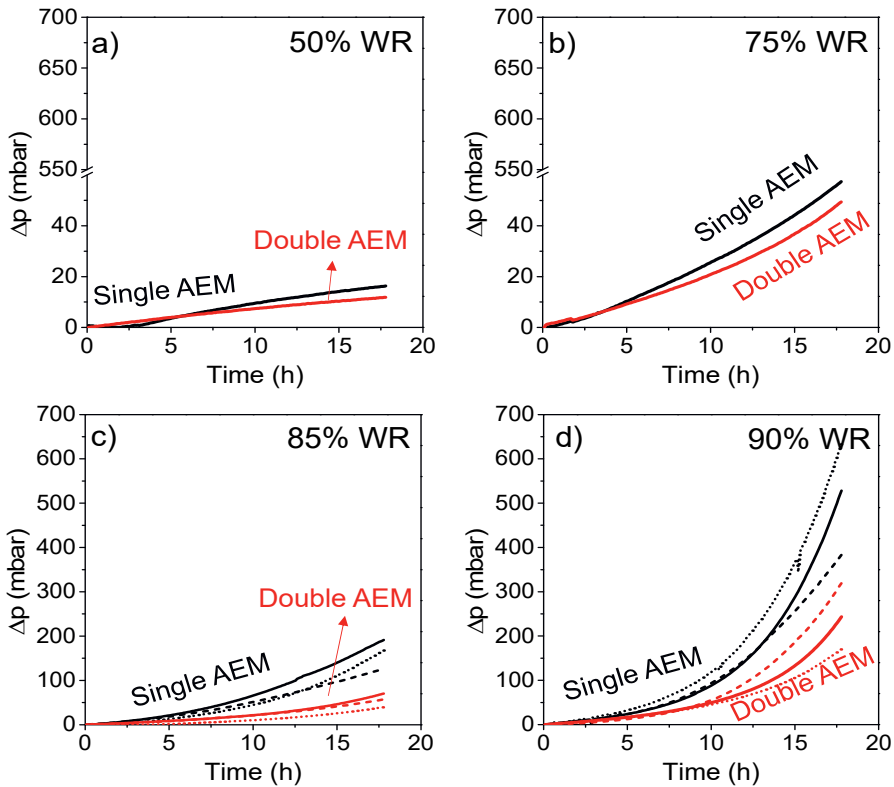 a)
50% WR
700
650
600
550
40
20
0
Δp (mbar)
Double AEM
Single AEM
0
5
10
15
20
Time (h)
b)
75% WR
700
650
600
550
40
20
0
Δp (mbar)
Single AEM
Double AEM
0
5
10
15
20
Time (h)
c)
85% WR
700
600
500
400
300
200
100
0
Δp (mbar)
Double AEM
Single AEM
0
5
10
15
20
Time (h)
d)
90% WR
700
600
500
400
300
200
100
0
Δp (mbar)
Single AEM
Double AEM
0
5
10
15
20
Time (h)